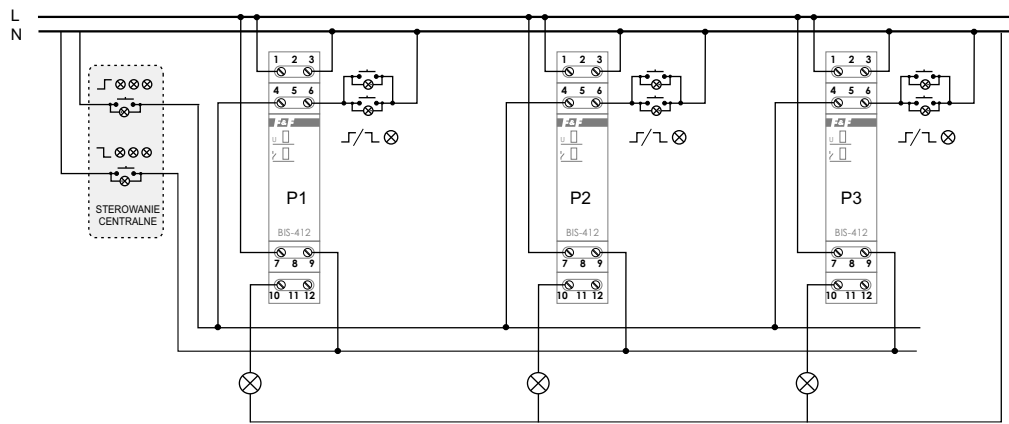 L
N
1 2 3
4 5 6
F&F
U
P1
BIS-412
7 8 9
10 11 12
1 2 3
4 5 6
F&F
U
P2
BIS-412
7 8 9
10 11 12
1 2 3
4 5 6
F&F
U
P3
BIS-412
7 8 9
10 11 12
STEROWANIE
CENTRALNE